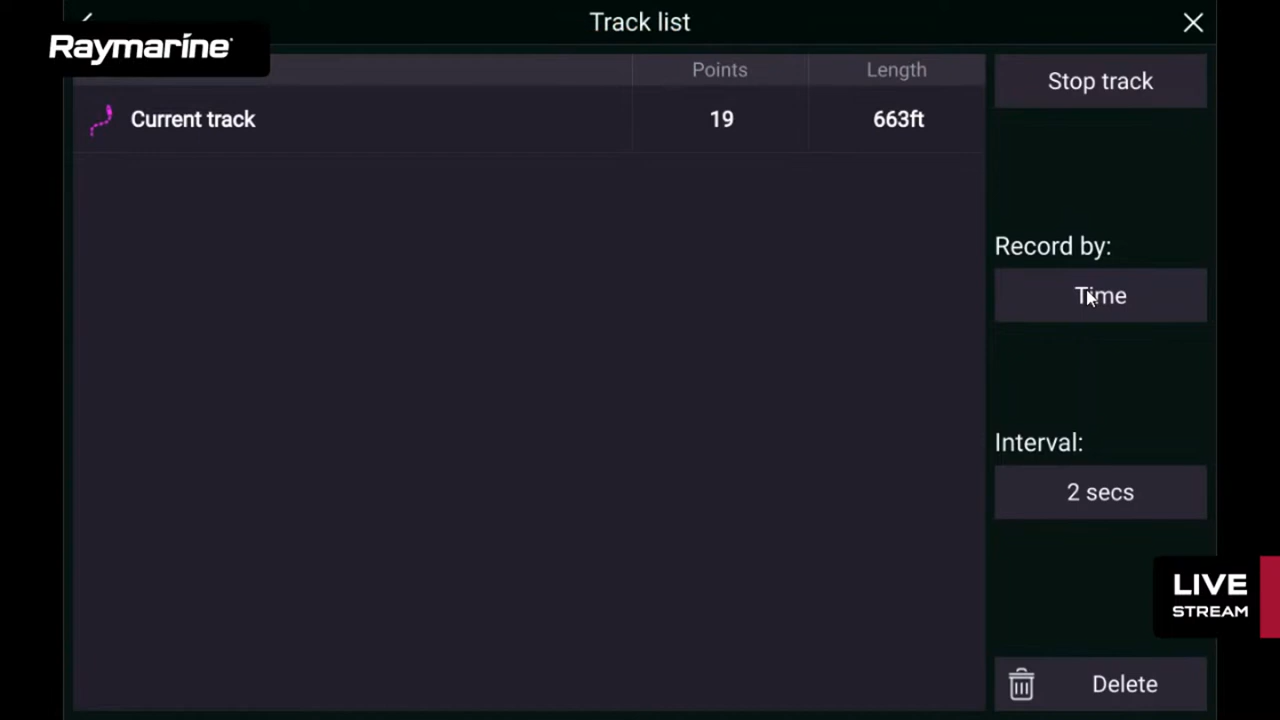 Track list
Raymarine
Points
Length
Stop track
Current track
19
663ft
Record by:
Time
Interval:
2 secs
LIVE
STREAM
Delete